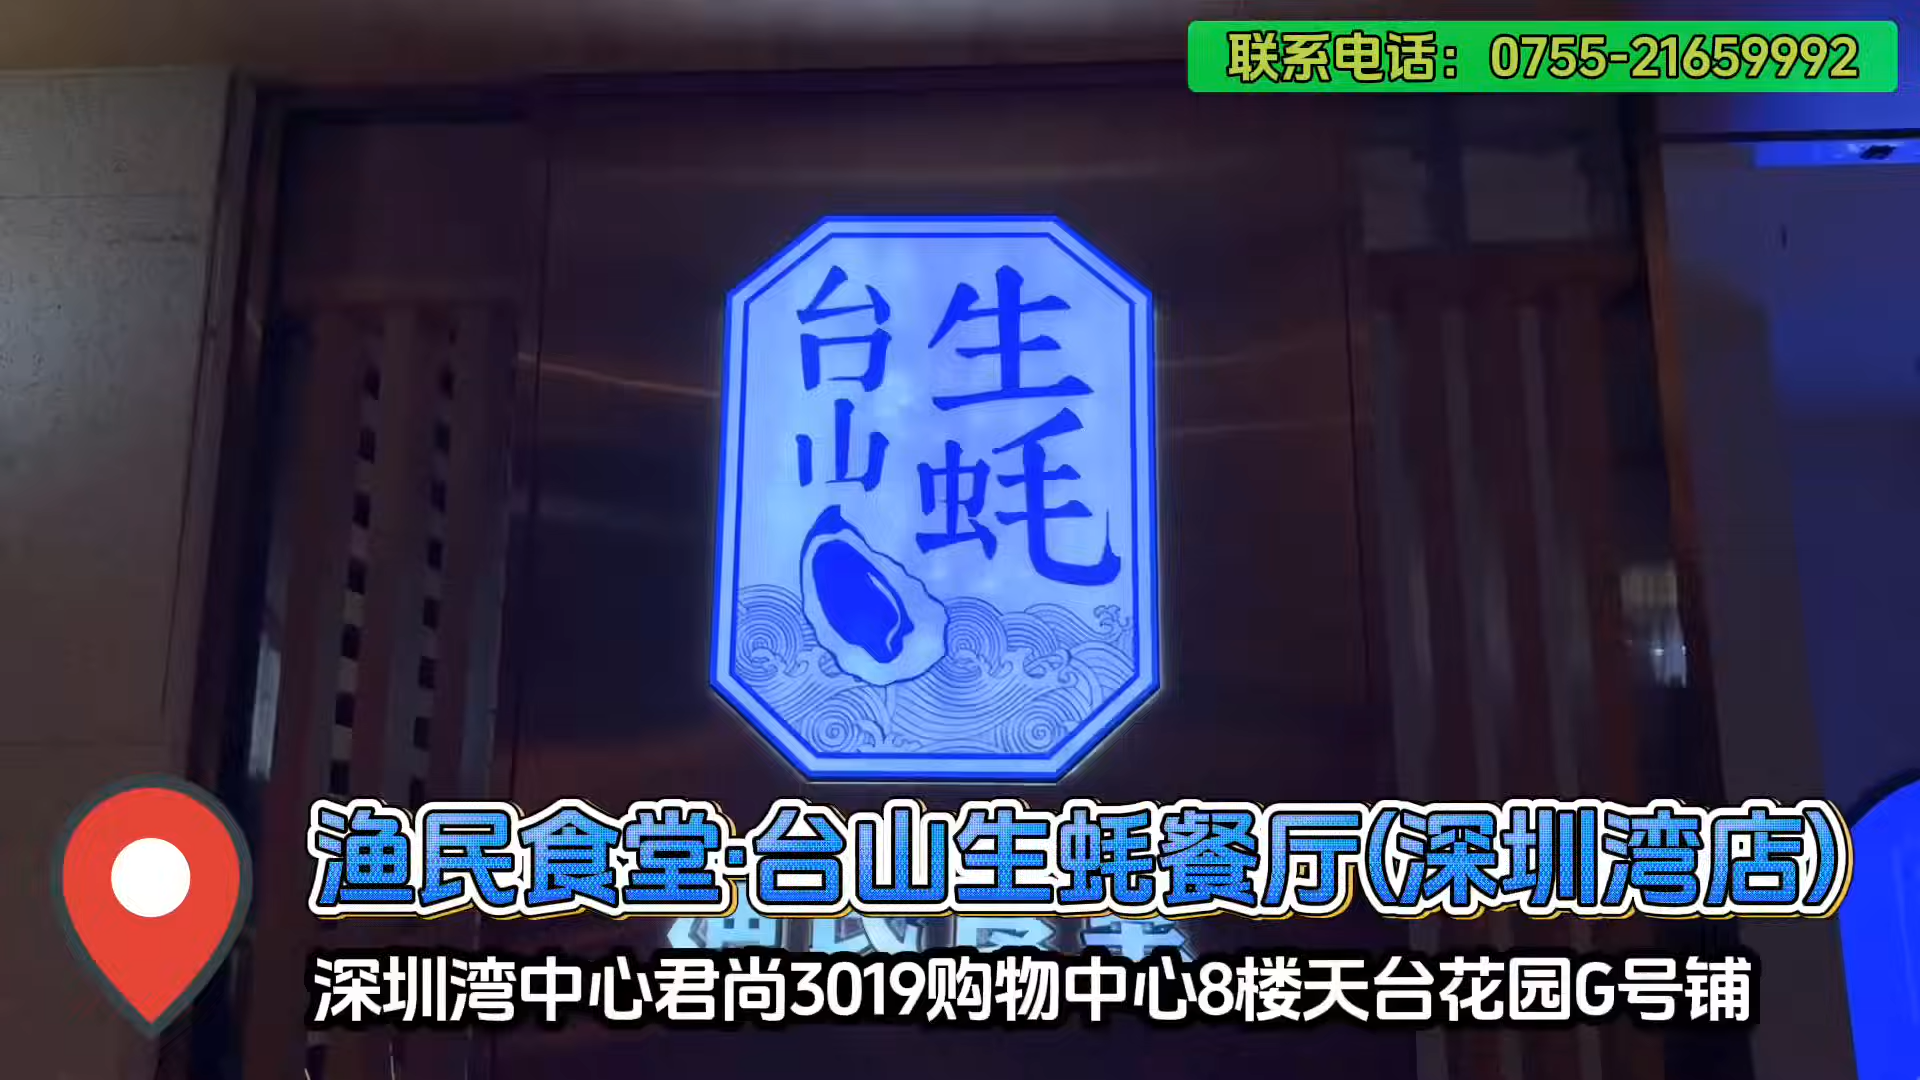 联系电话：0755-21659992
台山
生蚝
渔民食堂·台山生蚝餐厅(深圳湾店)
深圳湾中心君尚3019购物中心8楼天台花园G号铺